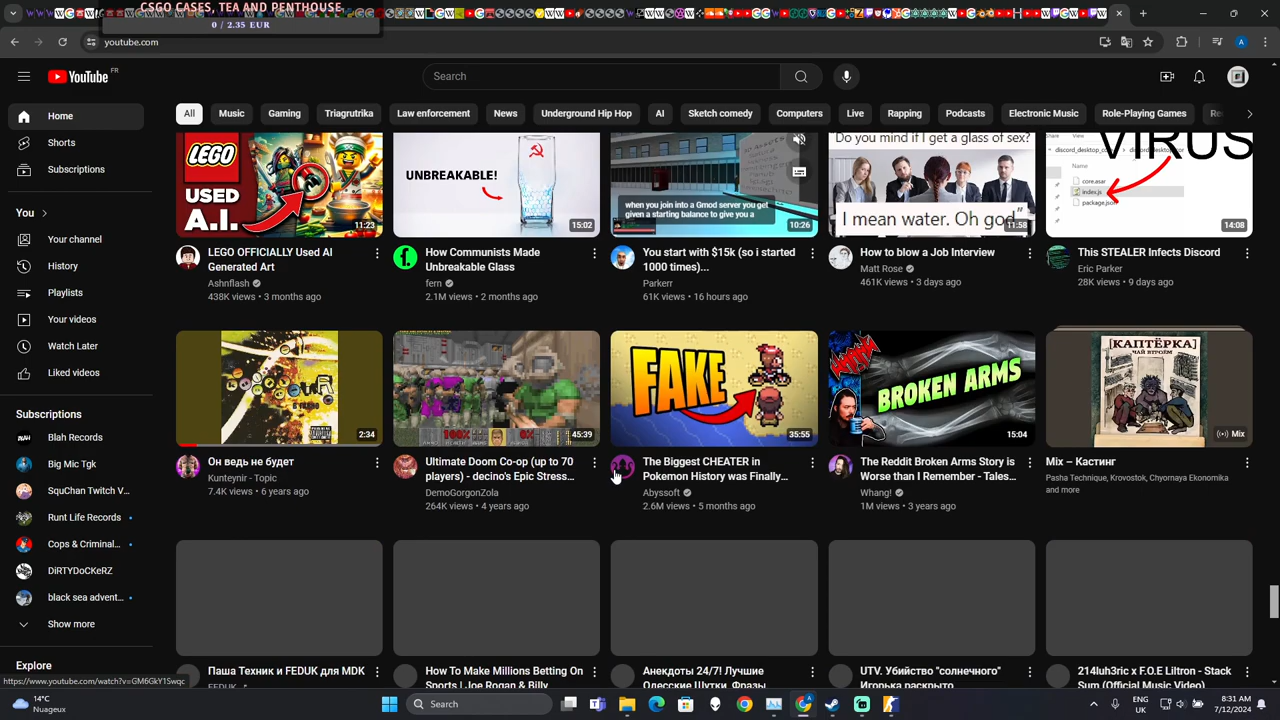 CSGO CASES, TEA AND PENTHOUSE.
0 / 2.35 EUR
youtube.com
YouTube FR
Search
All
Music
Gaming
Triagrutrika
Law enforcement
News
Underground Hip Hop
AI
Sketch comedy
Computers
Live
Rapping
Podcasts
Electronic Music
Role-Playing Games
Home
Shorts
Subscriptions
You
Your channel
History
Playlists
Your videos
Watch Later
Liked videos
Subscriptions
Blah Records
Big Mic Tgk
SquChan Twitch V...
Runt Life Records
Cops & Criminal...
DiRTYDoCKeRZ
black sea advent...
Show more
Explore
LEGO
USED
A.I.
11:23
LEGO OFFICIALLY Used AI
Generated Art
Ashnflash
438K views • 3 months ago
UNBREAKABLE!
15:02
How Communists Made
Unbreakable Glass
fern
2.1M views • 2 months ago
when you join into a Gmod server you get
given a starting balance to give you a
10:26
You start with $15k (so i started
1000 times)...
Parkerr
61K views • 16 hours ago
Do you mind if I get a glass of sex?
I mean water. Oh god"
11:58
How to blow a Job Interview
Matt Rose
461K views • 3 days ago
VIRUS
Share
View
discord_desktop_co
Name
core.asar
index.js
package.json
14:08
This STEALER Infects Discord
Eric Parker
28K views • 9 days ago
2:34
Он ведь не будет
Kunteynir - Topic
7.4K views • 6 years ago
100%
0%
45:39
Ultimate Doom Co-op (up to 70
players) - decino's Epic Stress...
DemoGorgonZola
264K views • 4 years ago
FAKE
35:55
The Biggest CHEATER in
Pokemon History was Finally...
Abyssoft
2.6M views • 5 months ago
BROKEN ARMS
15:04
The Reddit Broken Arms Story is
Worse than I Remember - Tales...
Whang!
1M views • 3 years ago
[КАПТЁРКА]
ЧАЙ ВТРОЁМ
Mix
Mix – Кастинг
Pasha Technique, Krovostok, Chyornaya Ekonomika
and more
Паша Техник и FEDUK для MDK
FEDUK
How To Make Millions Betting On
Sports | Joe Rogan & Billy
Анекдоты 24/7! Лучшие
Одесские Шутки, Фразы
UTV. Убийство "солнечного"
Игорька раскрыто
214luh3ric x F.O.E Liltron - Stack
Sum (Official Music Video)
https://www.youtube.com/watch?v=GM6GkY1Swqc
14°C
Nuageux
Search
ENG
UK
8:31 AM
7/12/2024